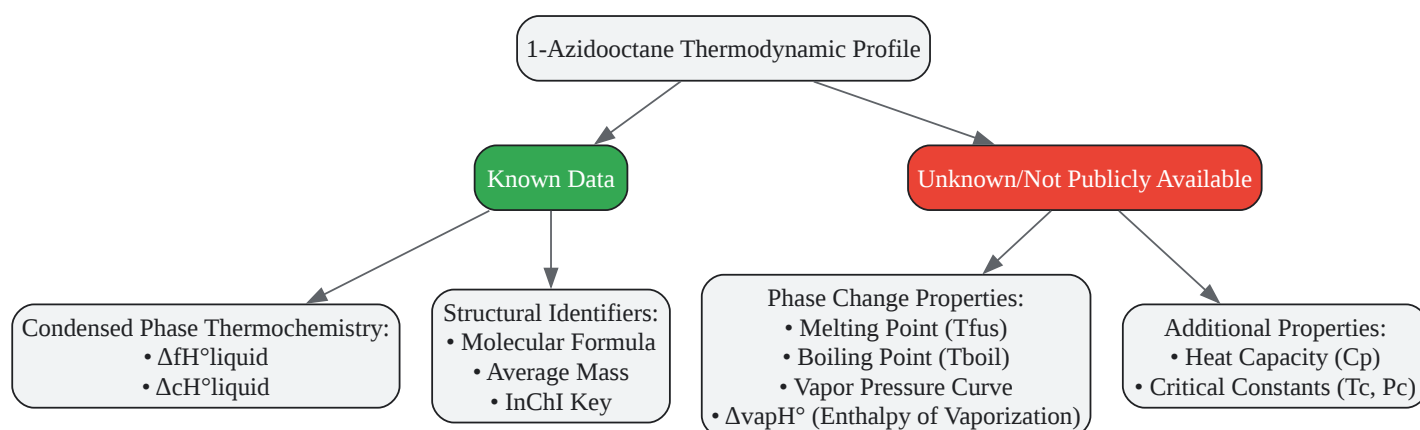 1-Azidooctane Thermodynamic Profile
Known Data
Unknown/Not Publicly Available
Condensed Phase Thermochemistry:
• ΔfH°liquid
• ΔcH°liquid
Structural Identifiers:
• Molecular Formula
• Average Mass
• InChI Key
Phase Change Properties:
• Melting Point (Tfus)
• Boiling Point (Tboil)
• Vapor Pressure Curve
• ΔvapH° (Enthalpy of Vaporization)
Additional Properties:
• Heat Capacity (Cp)
• Critical Constants (Tc, Pc)